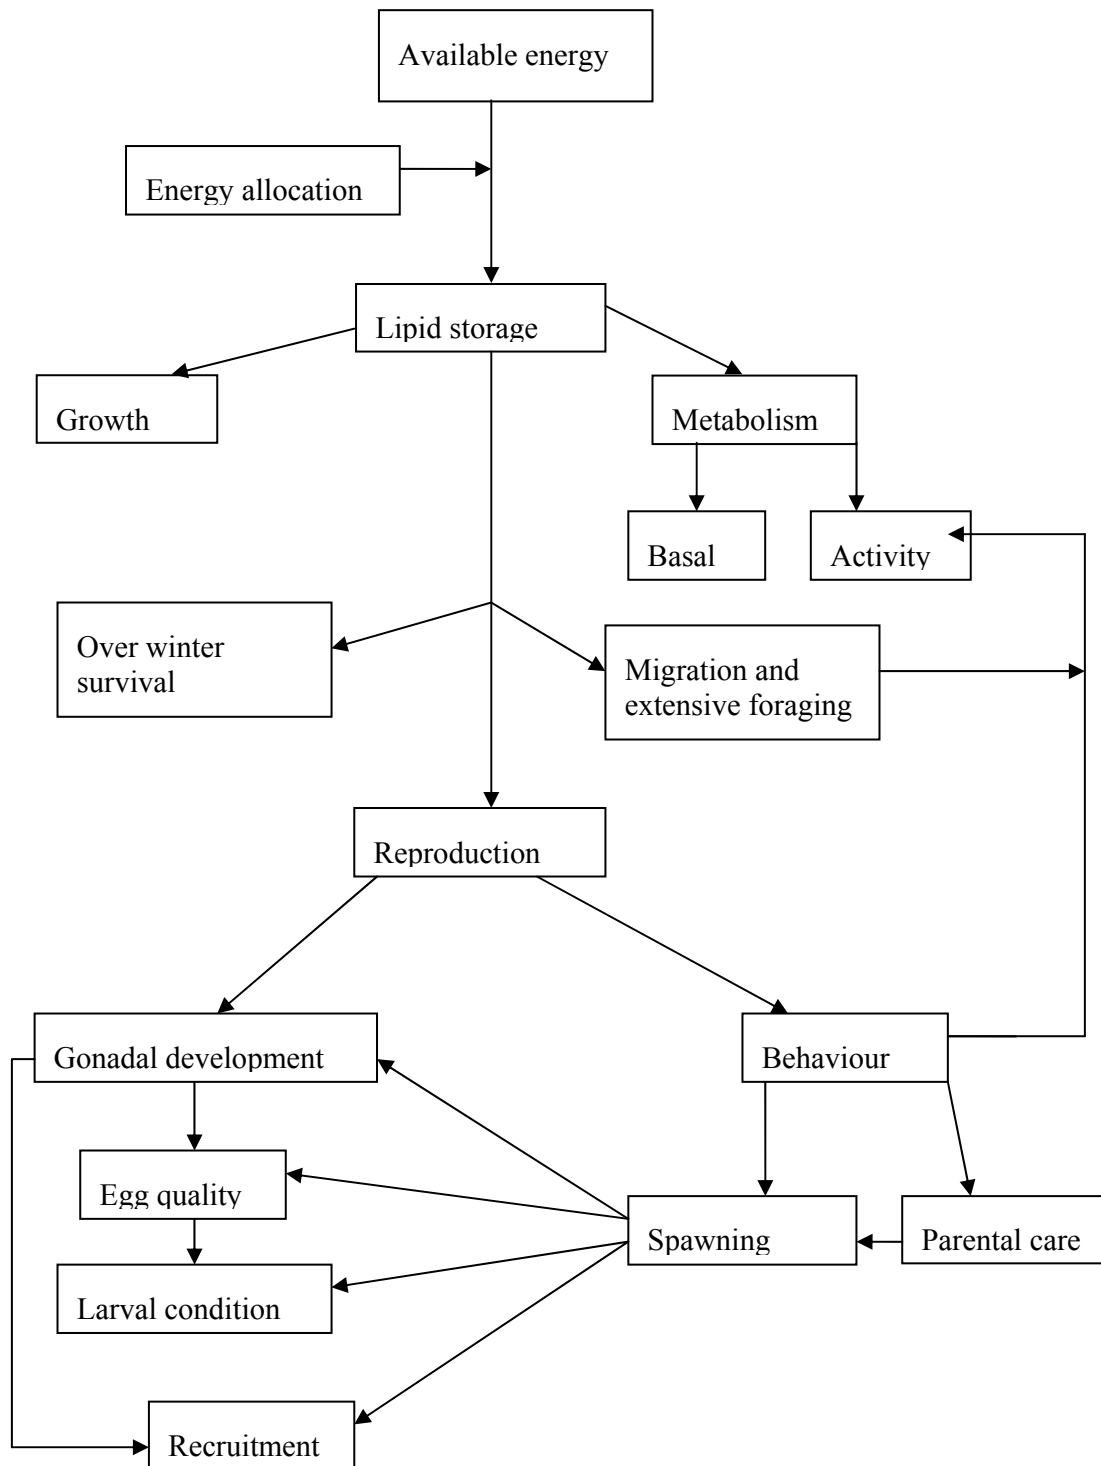 Available energy
Energy allocation
Lipid storage
Growth
Metabolism
Basal
Activity
Over winter
survival
Migration and
extensive foraging
Reproduction
Gonadal development
Behaviour
Egg quality
Spawning
Parental care
Larval condition
Recruitment